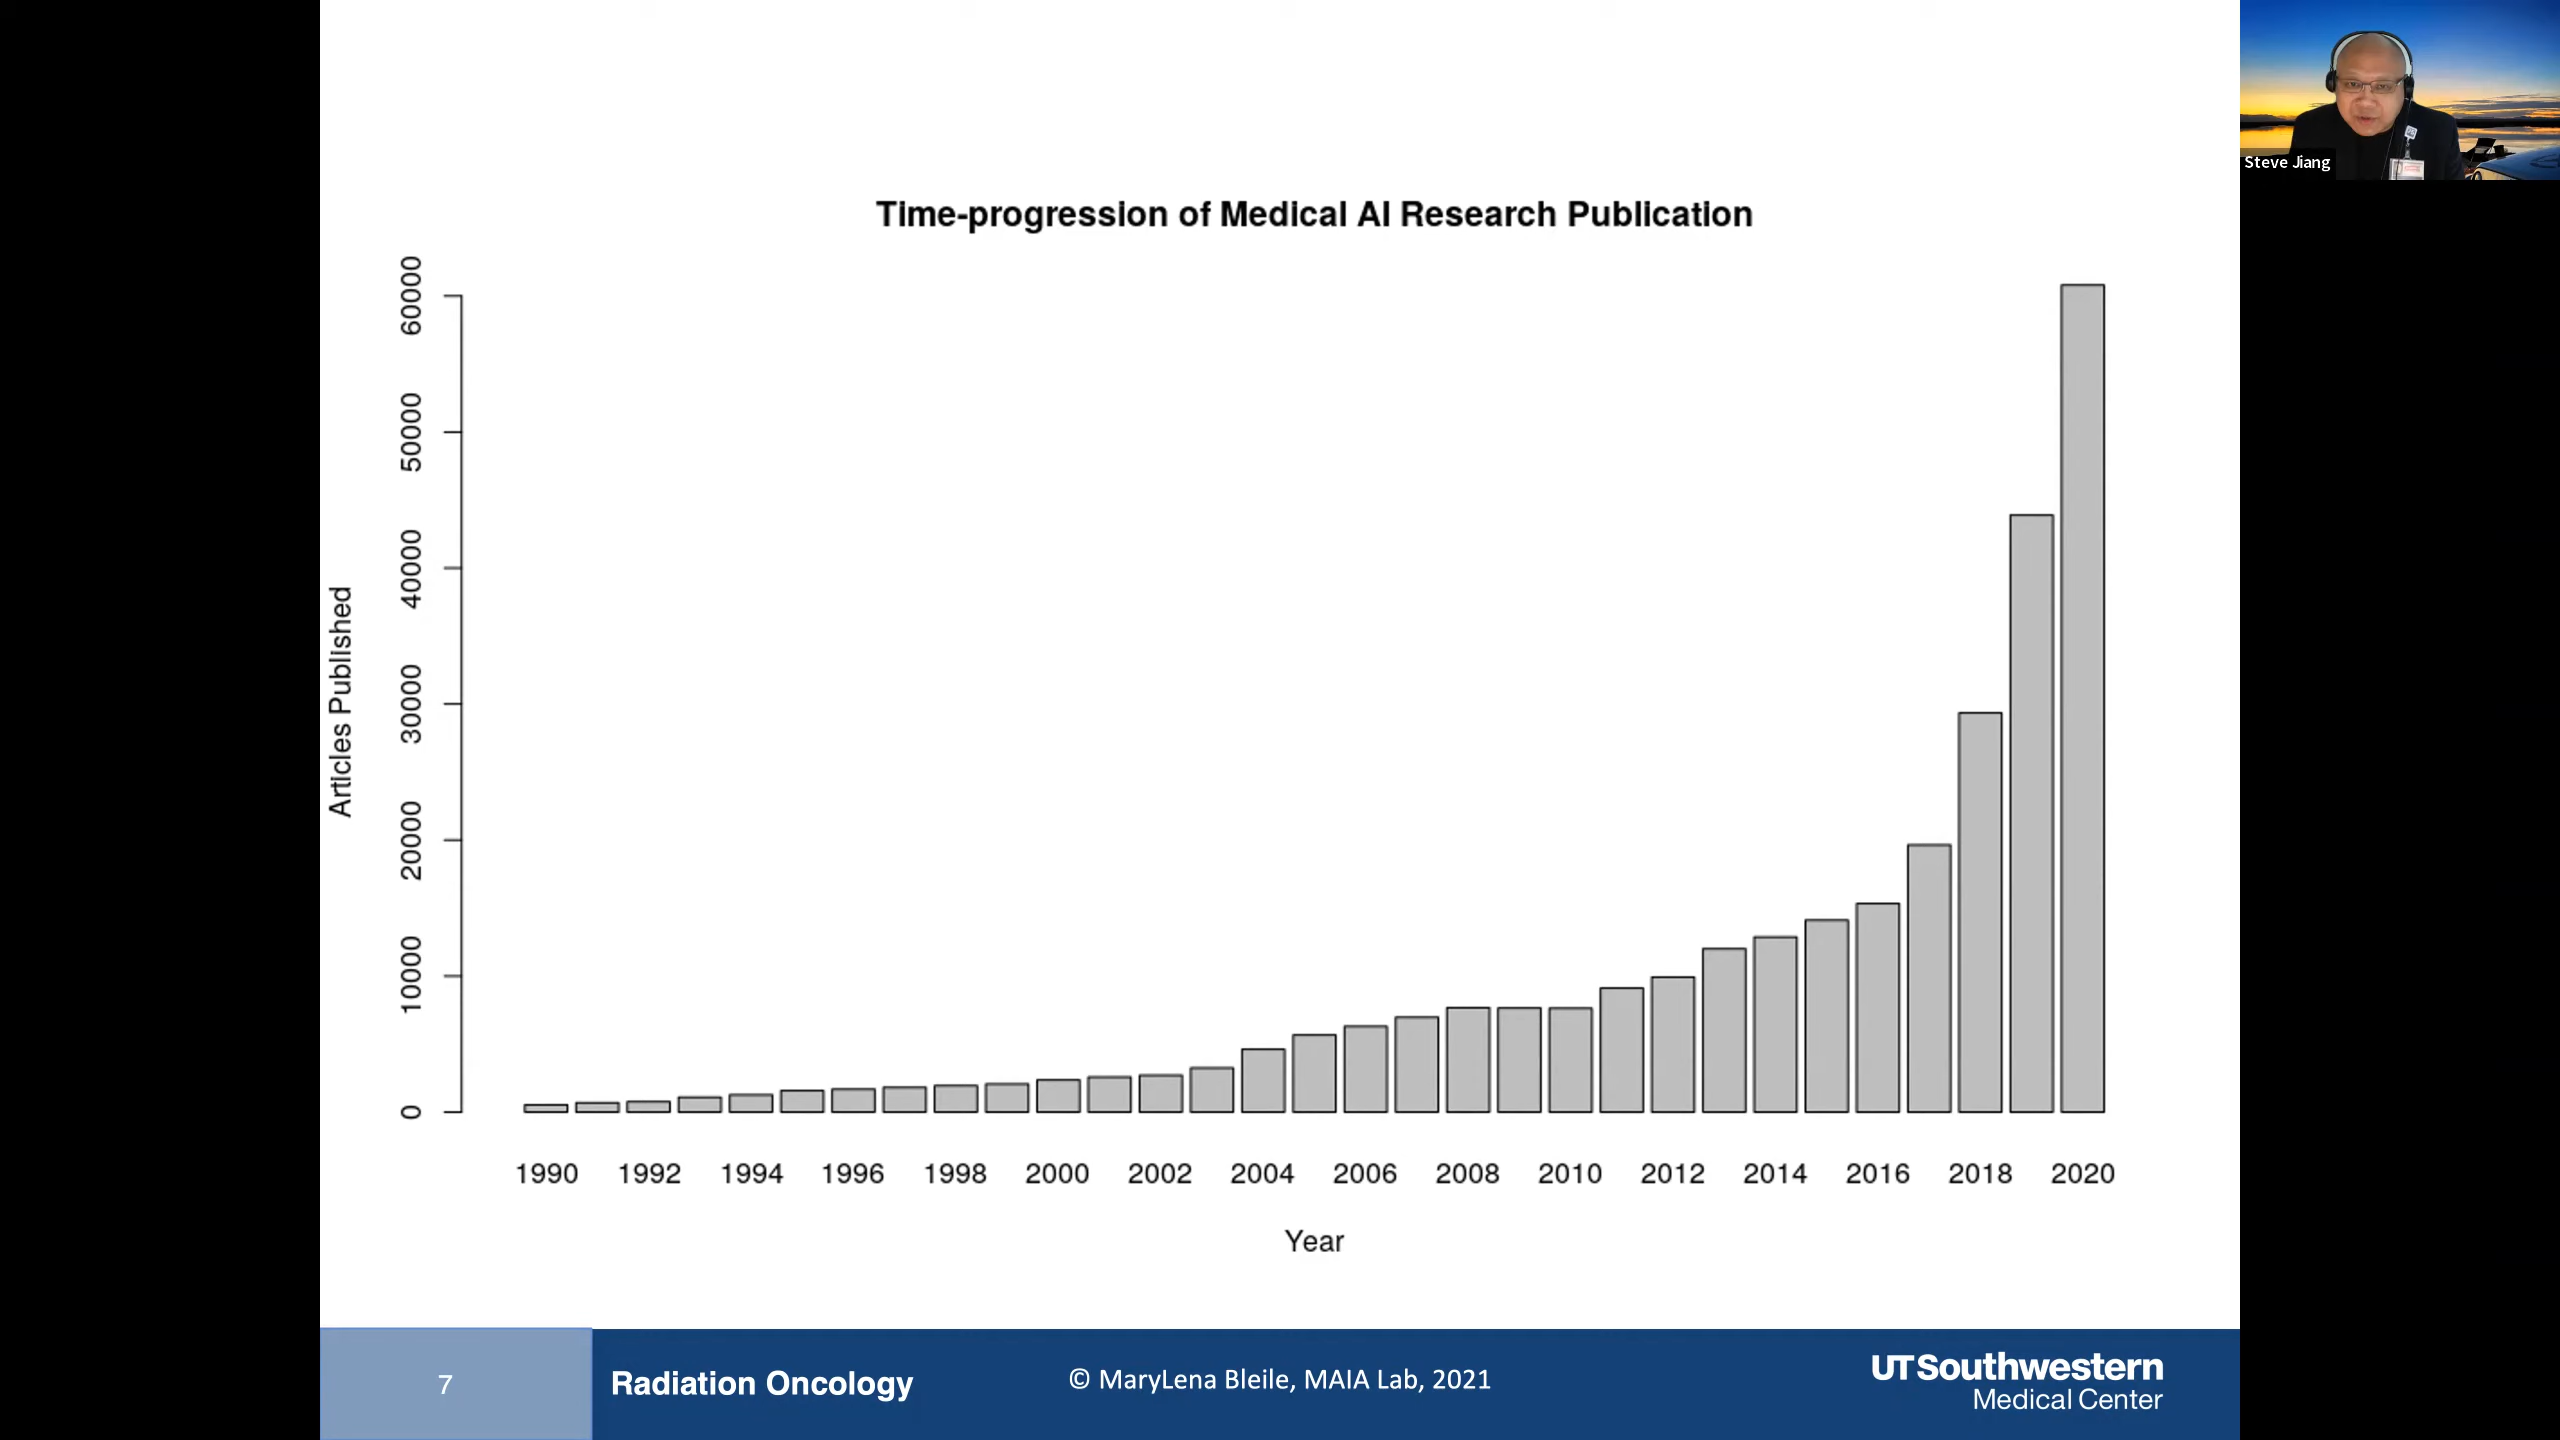 Steve Jiang
Time-progression of Medical AI Research Publication
Articles Published
60000
50000
40000
30000
20000
10000
0
1990 1992 1994 1996 1998 2000 2002 2004 2006 2008 2010 2012 2014 2016 2018 2020
Year
7
Radiation Oncology
© MaryLena Bleile, MAIA Lab, 2021
UT Southwestern
Medical Center